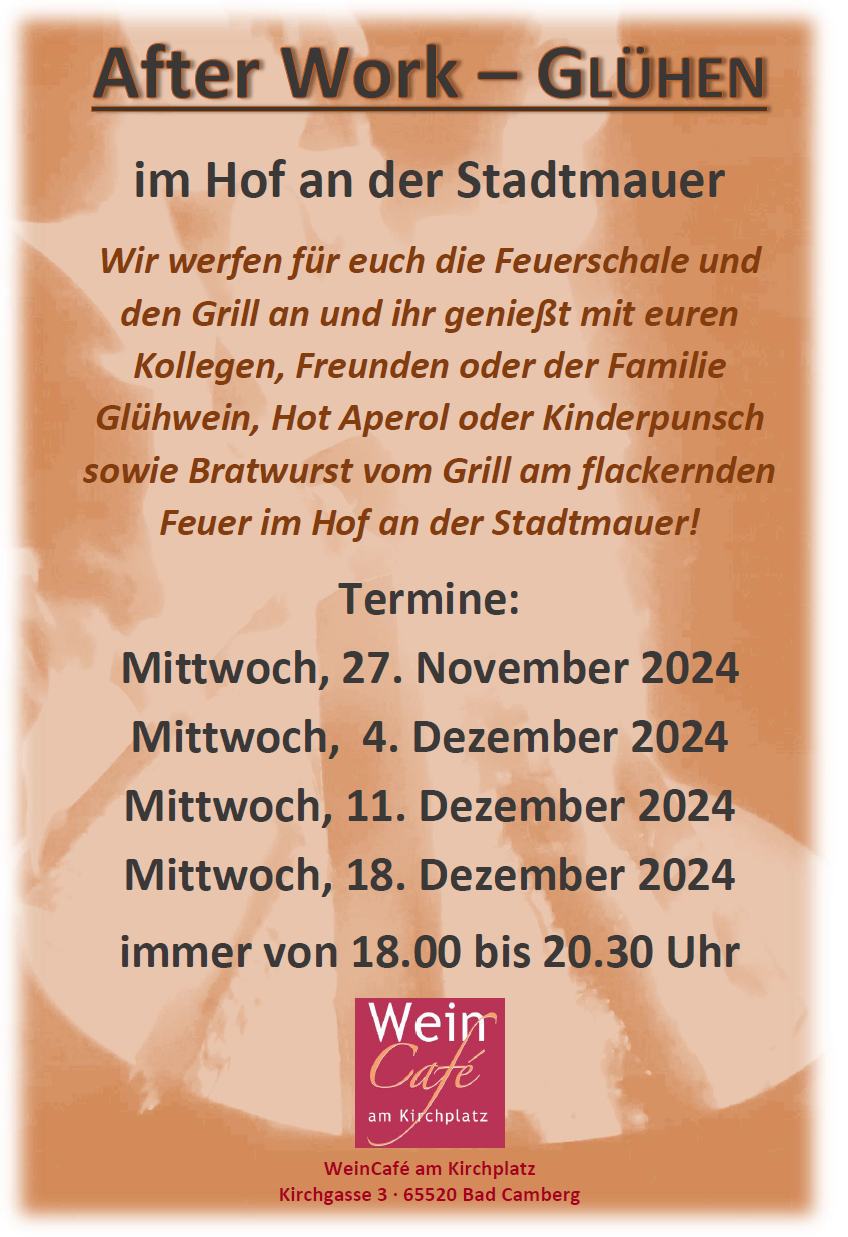 After Work – GLÜHEN
im Hof an der Stadtmauer
Wir werfen für euch die Feuerschale und
den Grill an und ihr genießt mit euren
Kollegen, Freunden oder der Familie
Glühwein, Hot Aperol oder Kinderpunsch
sowie Bratwurst vom Grill am flackernden
Feuer im Hof an der Stadtmauer!
Termine:
Mittwoch, 27. November 2024
Mittwoch,  4. Dezember 2024
Mittwoch, 11. Dezember 2024
Mittwoch, 18. Dezember 2024
immer von 18.00 bis 20.30 Uhr
Wein
Café
am Kirchplatz
WeinCafé am Kirchplatz
Kirchgasse 3 · 65520 Bad Camberg